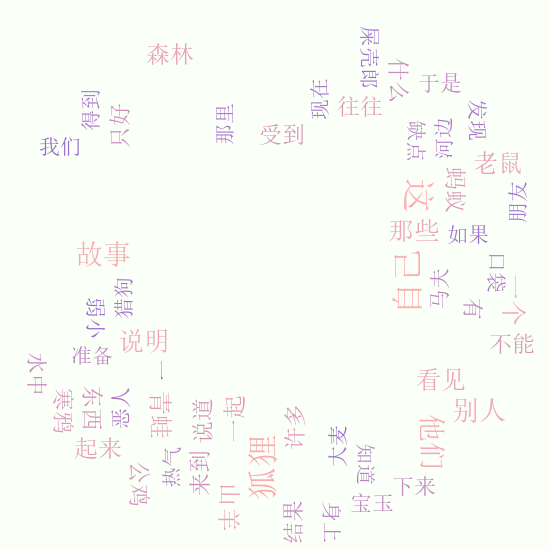 森林
屎壳郎
什么
于是
得到
只好
那里
现在
往往
受到
发现
我们
缺点
河边
老鼠
这
蚂蚁
朋友
那些
如果
故事
自己
口袋
马夫
猎狗
弱小
有
一个
说明
准备
不能
水中
一
看见
寒鸦
东西
恶人
青蛙
说道
一起
别人
起来
许多
他们
大麦
狐狸
公鸡
气愤
来到
知道
下来
山羊
结果
身上
宝玉